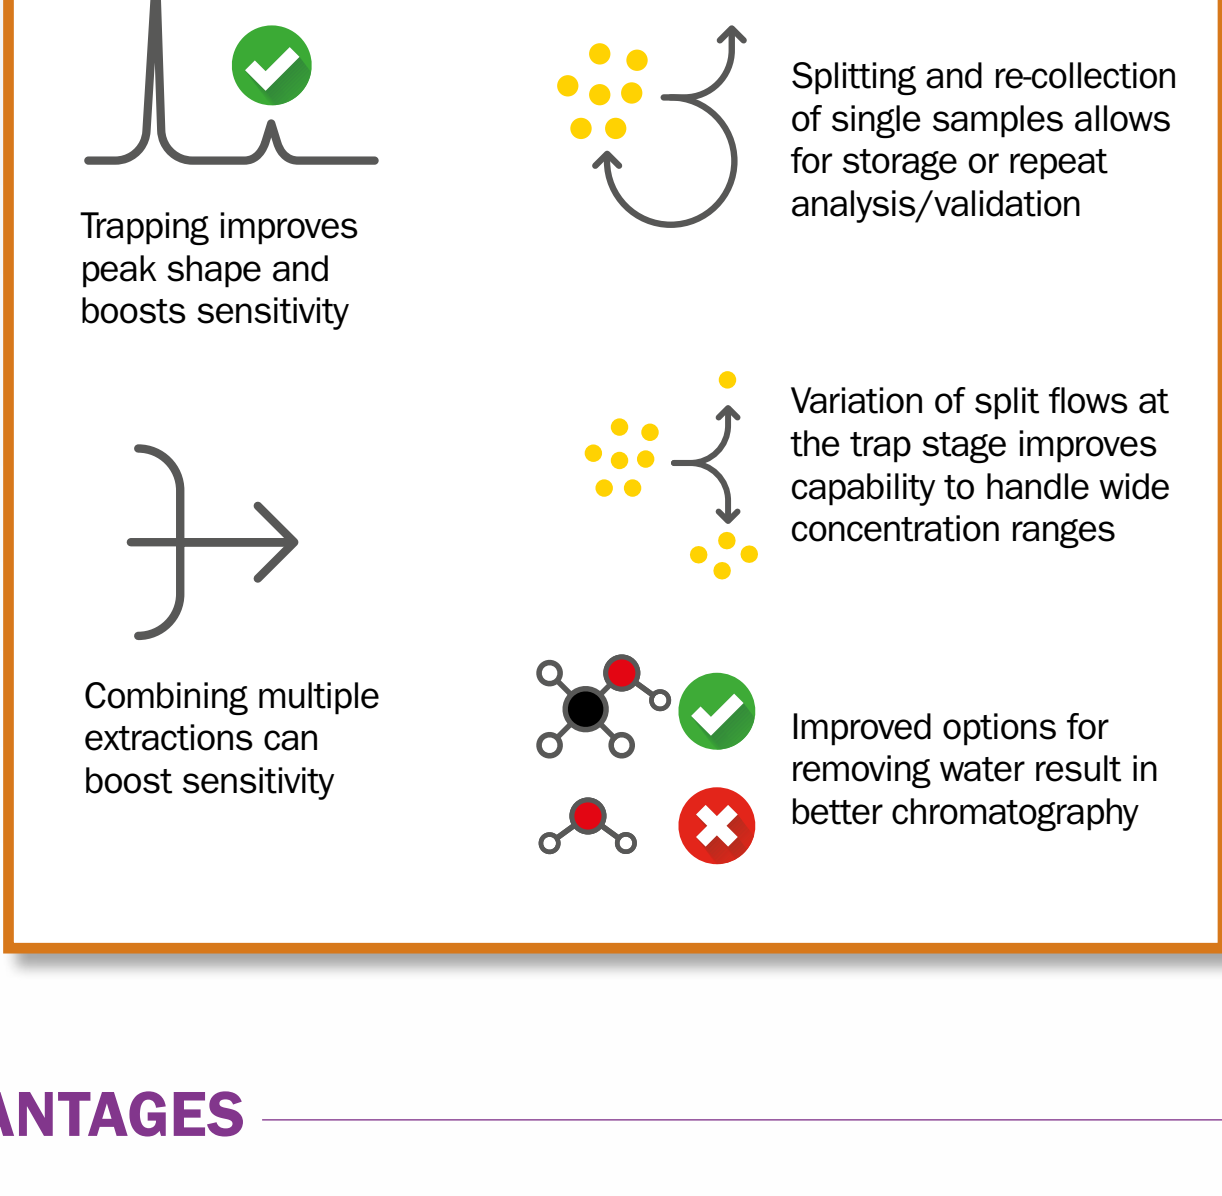 Trapping improves
peak shape and
boosts sensitivity
Combining multiple
extractions can
boost sensitivity
Splitting and re-collection
of single samples allows
for storage or repeat
analysis/validation
Variation of split flows at
the trap stage improves
capability to handle wide
concentration ranges
Improved options for
removing water result in
better chromatography
ANTAGES